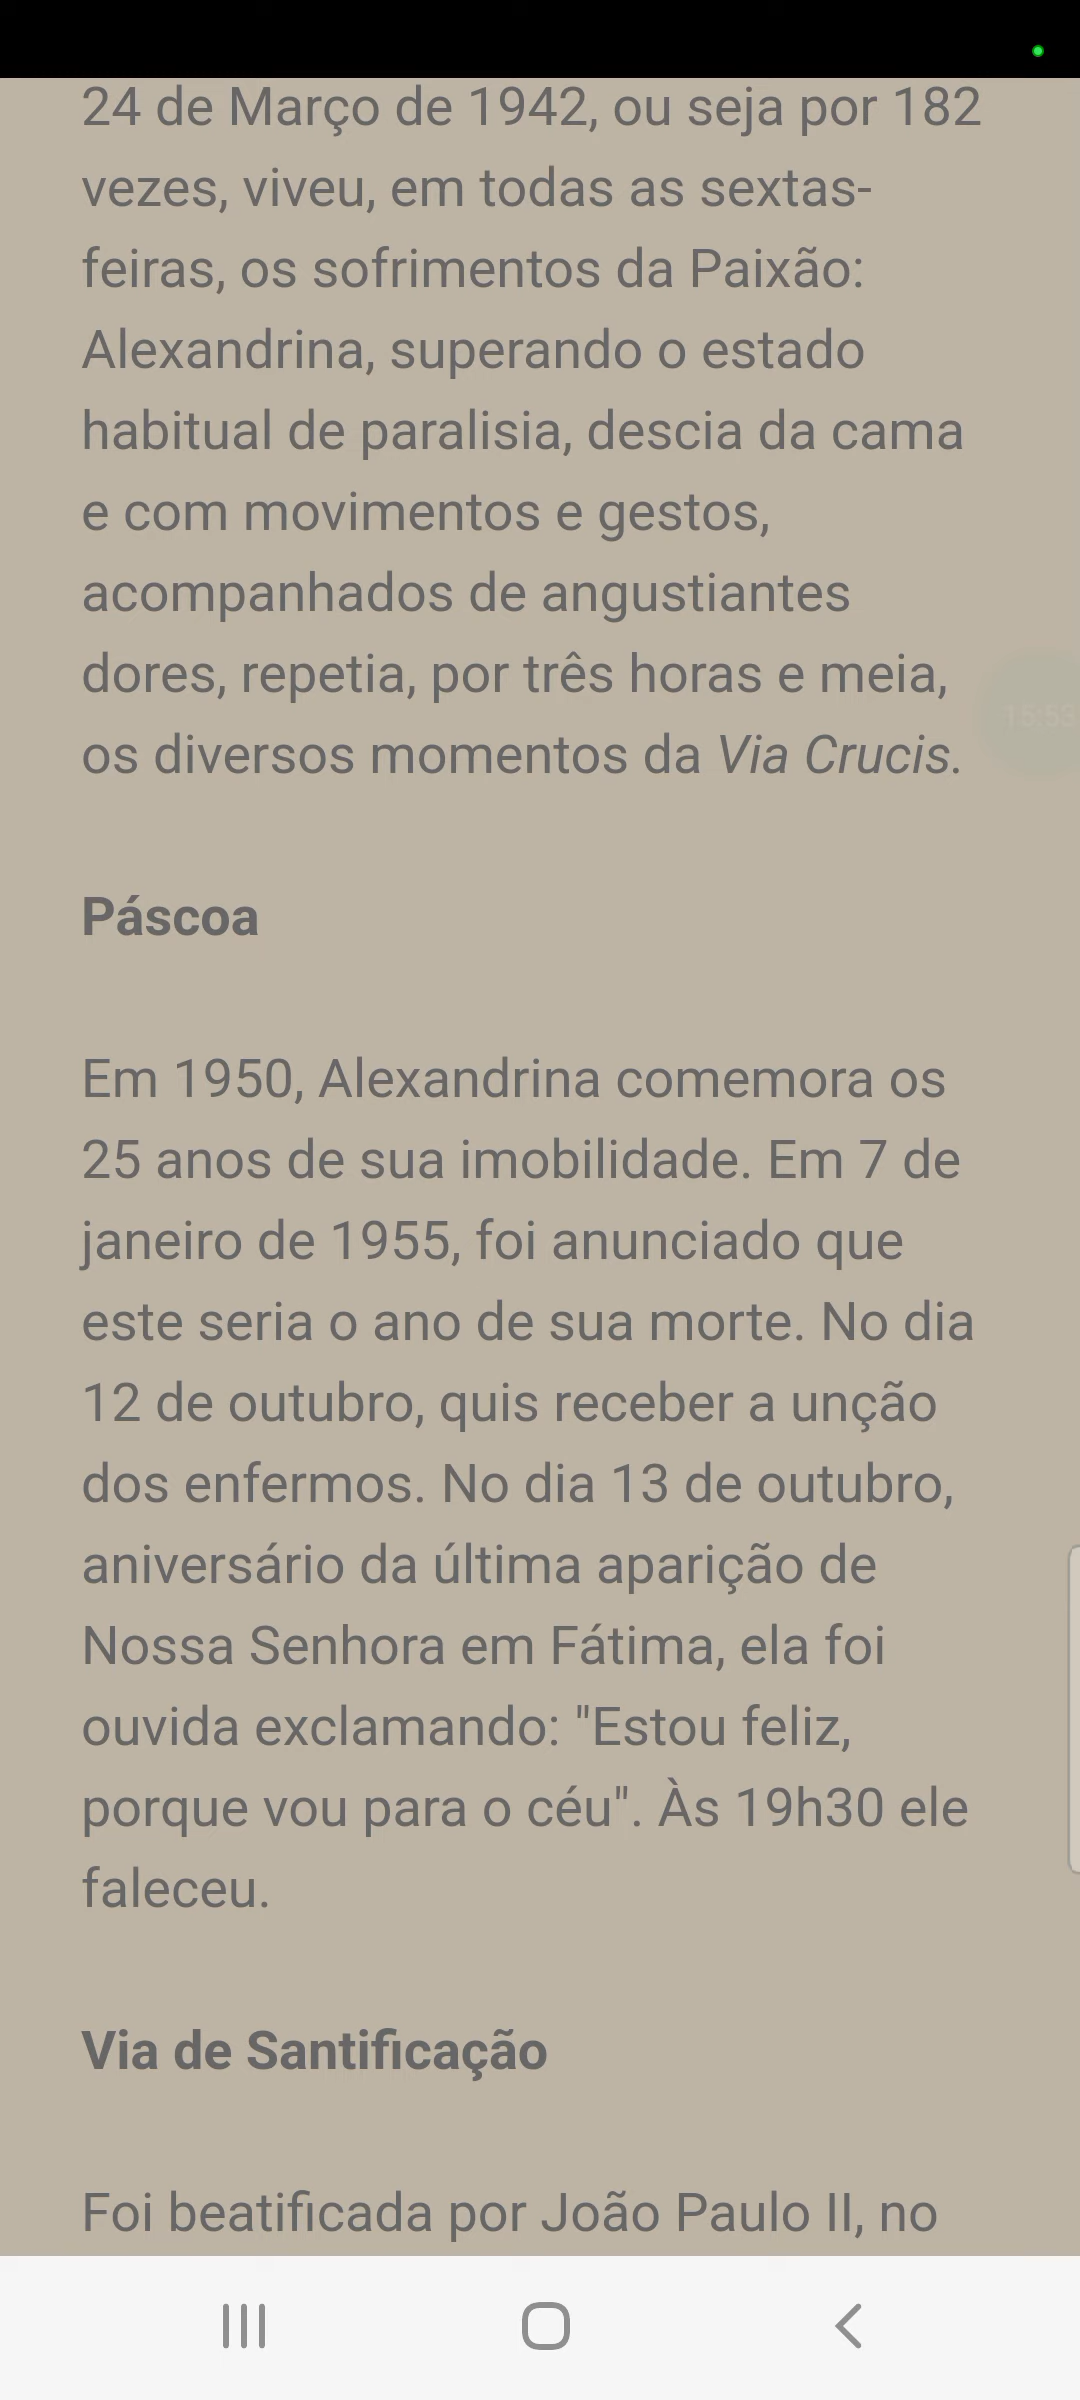 24 de Março de 1942, ou seja por 182
vezes, viveu, em todas as sextas-
feiras, os sofrimentos da Paixão:
Alexandrina, superando o estado
habitual de paralisia, descia da cama
e com movimentos e gestos,
acompanhados de angustiantes
dores, repetia, por três horas e meia,
15:53
os diversos momentos da Via Crucis.
Páscoa
Em 1950, Alexandrina comemora os
25 anos de sua imobilidade. Em 7 de
janeiro de 1955, foi anunciado que
este seria o ano de sua morte. No dia
12 de outubro, quis receber a unção
dos enfermos. No dia 13 de outubro,
aniversário da última aparição de
Nossa Senhora em Fátima, ela foi
ouvida exclamando: "Estou feliz,
porque vou para o céu". Às 19h30 ele
faleceu.
Via de Santificação
Foi beatificada por João Paulo II, no